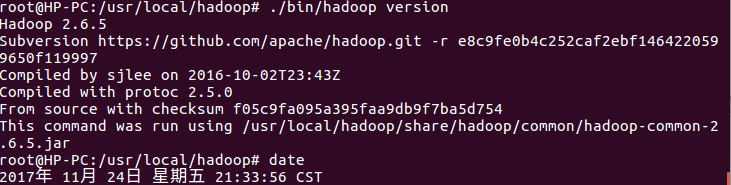 root@HP-PC:/usr/local/hadoop# ./bin/hadoop version
Hadoop 2.6.5
Subversion https://github.com/apache/hadoop.git -r e8c9fe0b4c252caf2ebf146422059
9650f119997
Compiled by sjlee on 2016-10-02T23:43Z
Compiled with protoc 2.5.0
From source with checksum f05c9fa095a395faa9db9f7ba5d754
This command was run using /usr/local/hadoop/share/hadoop/common/hadoop-common-2
.6.5.jar
root@HP-PC:/usr/local/hadoop# date
2017年 11月 24日 星期五 21:33:56 CST